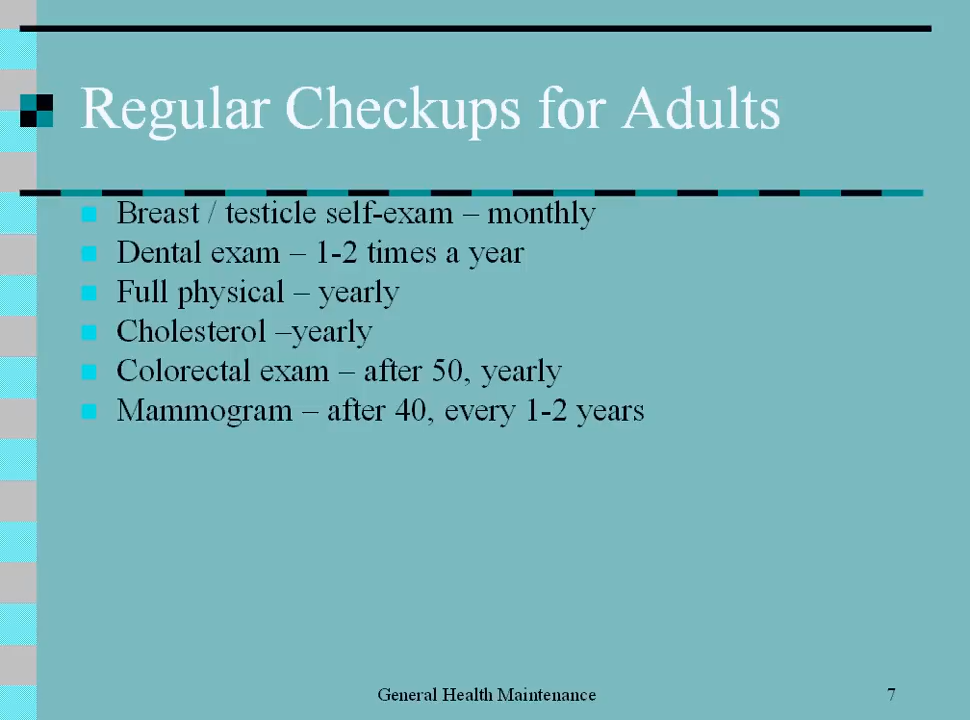 Regular Checkups for Adults
Breast / testicle self-exam – monthly
Dental exam – 1-2 times a year
Full physical – yearly
Cholesterol –yearly
Colorectal exam – after 50, yearly
Mammogram – after 40, every 1-2 years
General Health Maintenance
7